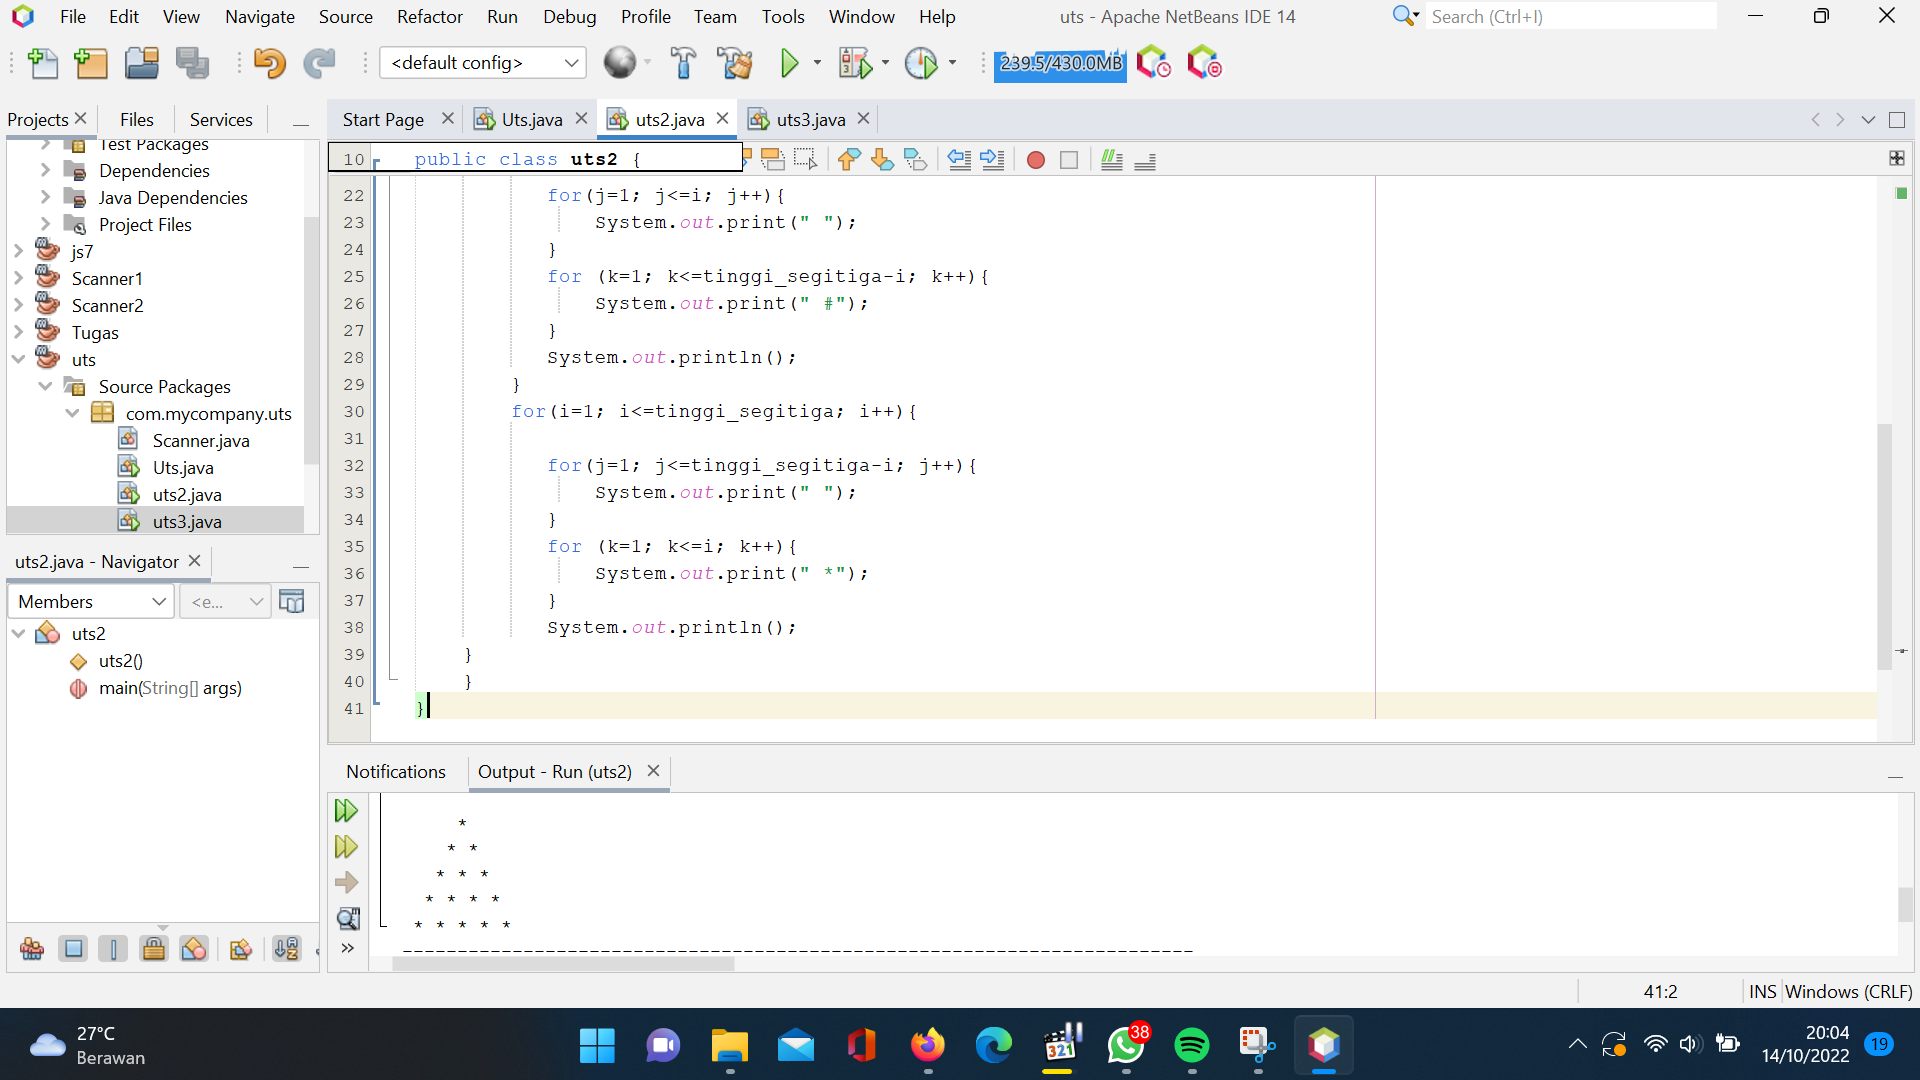 File Edit View Navigate Source Refactor Run Debug Profile Team Tools Window Help
uts - Apache NetBeans IDE 14
Search (Ctrl+I)
<default config>
239.5/430.0MB
Projects Files Services
Start Page Uts.java uts2.java uts3.java
Test Packages
Dependencies
Java Dependencies
Project Files
js7
Scanner1
Scanner2
Tugas
uts
Source Packages
com.mycompany.uts
Scanner.java
Uts.java
uts2.java
uts3.java
uts2.java - Navigator
Members <e...
uts2
uts2()
main(String[] args)
10 public class uts2 {
22 for(j=1; j<=i; j++){
23 System.out.print(" ");
24 }
25 for (k=1; k<=tinggi_segitiga-i; k++){
26 System.out.print(" #");
27 }
28 System.out.println();
29 }
30 for(i=1; i<=tinggi_segitiga; i++){
31
32 for(j=1; j<=tinggi_segitiga-i; j++){
33 System.out.print(" ");
34 }
35 for (k=1; k<=i; k++){
36 System.out.print(" *");
37 }
38 System.out.println();
39 }
40 }
41 }
Notifications Output - Run (uts2)
*
* *
* * *
* * * *
* * * * *
------------------------------------------------------------------------
41:2 INS Windows (CRLF)
27°C
Berawan
321
38
20:04
14/10/2022
19